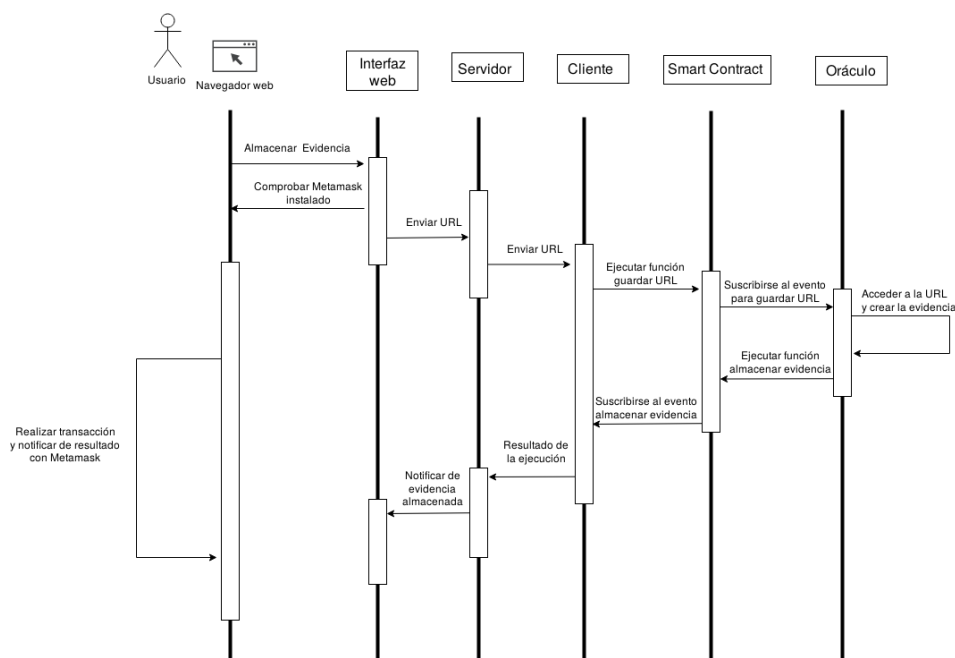 Usuario
Navegador web
Interfaz
web
Servidor
Cliente
Smart Contract
Oráculo
Almacenar Evidencia
Comprobar Metamask
instalado
Enviar URL
Enviar URL
Ejecutar función
guardar URL
Suscribirse al evento
para guardar URL
Acceder a la URL
y crear la evidencia
Ejecutar función
almacenar evidencia
Suscribirse al evento
almacenar evidencia
Realizar transacción
y notificar de resultado
con Metamask
Resultado de
la ejecución
Notificar de
evidencia
almacenada